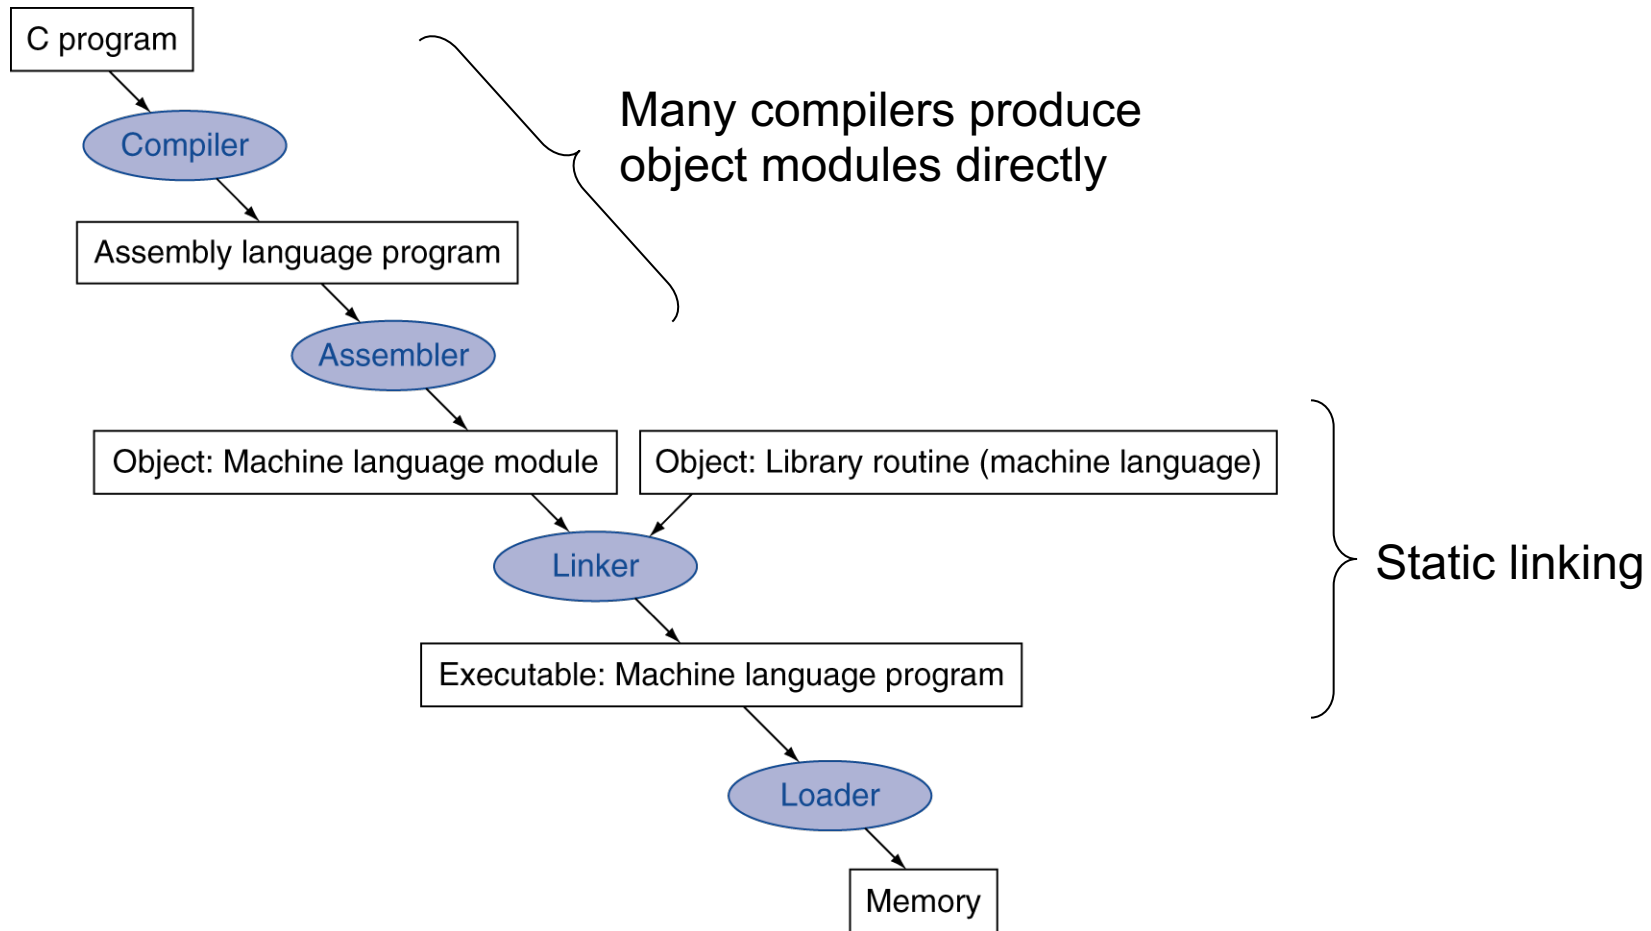 C program
Many compilers produce
object modules directly
Compiler
Assembly language program
Assembler
Object: Machine language module
Object: Library routine (machine language)
Linker
Static linking
Executable: Machine language program
Loader
Memory